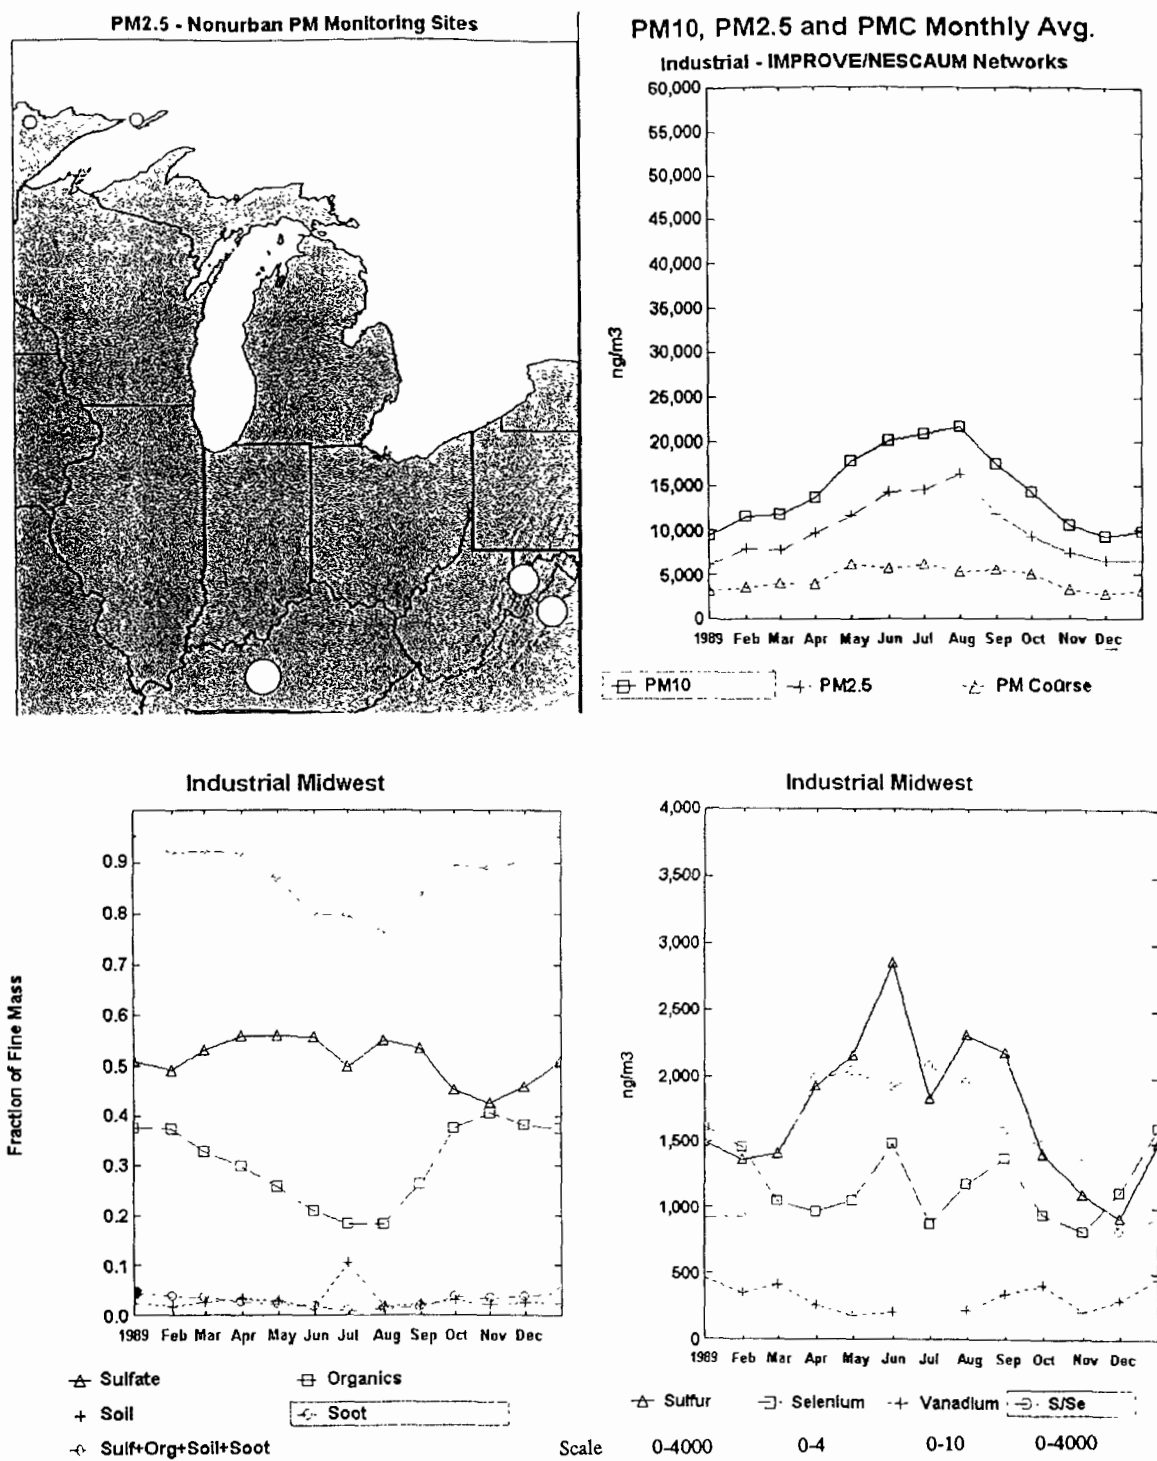 PM2.5 - Nonurban PM Monitoring Sites
PM10, PM2.5 and PMC Monthly Avg.
Industrial - IMPROVE/NESCAUM Networks
60,000
55,000
50,000
45,000
40,000
35,000
30,000
26,000
20,000
15,000
10,000
5,000
0
ng/m3
1989 Feb Mar Apr May Jun Jul Aug Sep Oct Nov Dec
PM10 PM2.5 PM Coarse
Industrial Midwest
0.9
0.8
0.7
0.6
0.5
0.4
0.3
0.2
0.1
0.0
Fraction of Fine Mass
1989 Feb Mar Apr May Jun Jul Aug Sep Oct Nov Dec
Sulfate Organics
Soil Soot
Sulf+Org+Soil+Soot
Industrial Midwest
4,000
3,500
3,000
2,500
2,000
1,500
1,000
500
0
ng/m3
1989 Feb Mar Apr May Jun Jul Aug Sep Oct Nov Dec
Sulfur Selenium Vanadium S/Se
Scale 0-4000 0-4 0-10 0-4000